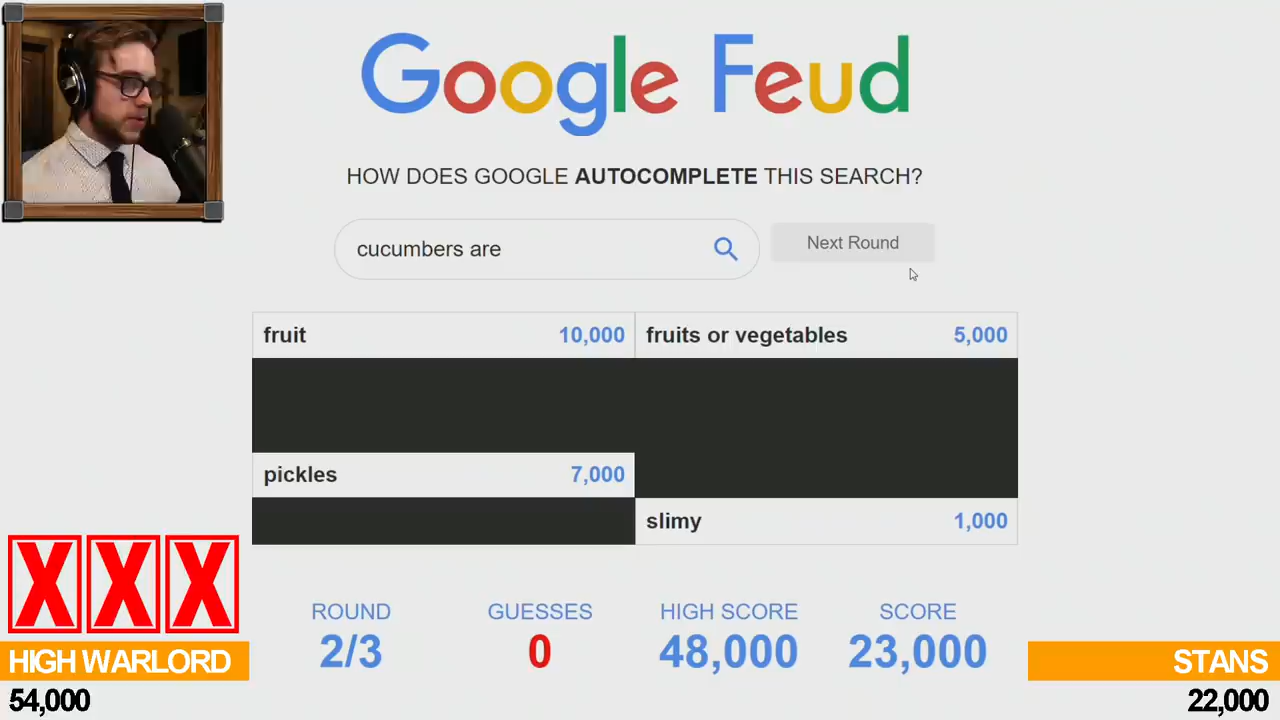 Google Feud
HOW DOES GOOGLE AUTOCOMPLETE THIS SEARCH?
cucumbers are
Next Round
fruit 10,000
fruits or vegetables 5,000
pickles 7,000
slimy 1,000
XXX
ROUND
2/3
GUESSES
0
HIGH SCORE
48,000
SCORE
23,000
HIGH WARLORD
54,000
STANS
22,000